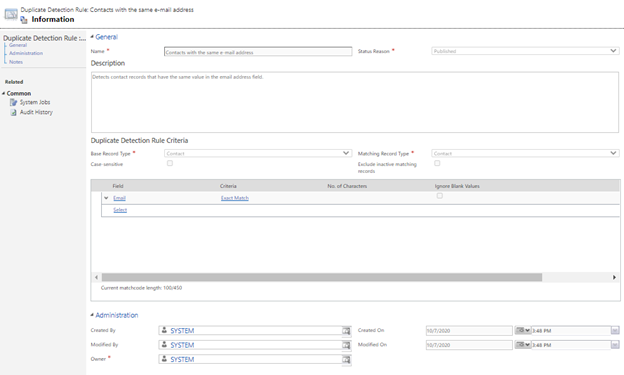 Duplicate Detection Rule: Contacts with the same e-mail address
Information
Duplicate Detection Rule :...
General
Administration
Notes
Related
Common
System Jobs
Audit History
General
Name * Contacts with the same e-mail address Status Reason * Published
Description
Detects contact records that have the same value in the email address field.
Duplicate Detection Rule Criteria
Base Record Type * Contact Matching Record Type * Contact
Case-sensitive Exclude inactive matching
records
Field Criteria No. of Characters Ignore Blank Values
Email Exact Match
Select
Current matchcode length: 100/450
Administration
Created By SYSTEM Created On 10/7/2020 3:48 PM
Modified By SYSTEM Modified On 10/7/2020 3:48 PM
Owner * SYSTEM